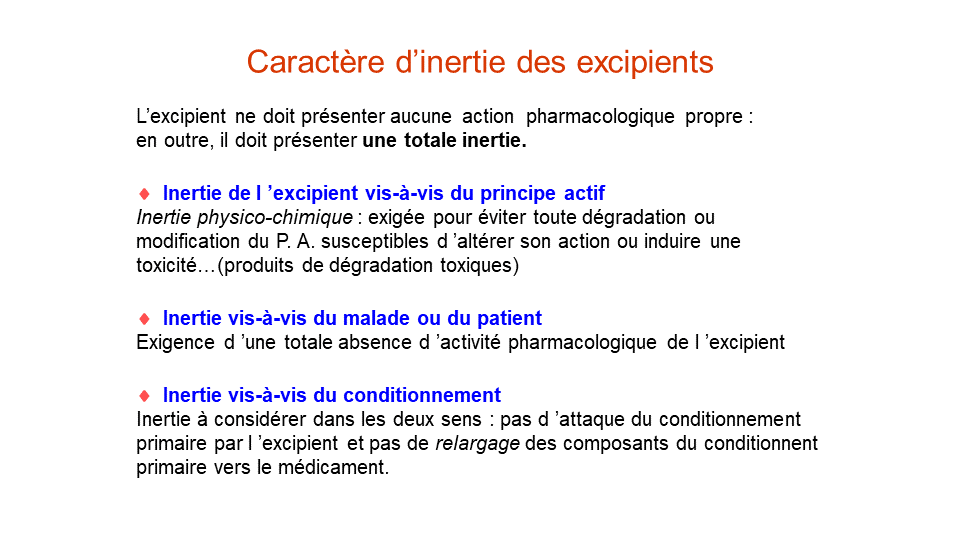 Caractère d’inertie des excipients
L’excipient ne doit présenter aucune action pharmacologique propre :
en outre, il doit présenter une totale inertie.
♦ Inertie de l ’excipient vis-à-vis du principe actif
Inertie physico-chimique : exigée pour éviter toute dégradation ou
modification du P. A. susceptibles d ’altérer son action ou induire une
toxicité…(produits de dégradation toxiques)
♦ Inertie vis-à-vis du malade ou du patient
Exigence d ’une totale absence d ’activité pharmacologique de l ’excipient
♦ Inertie vis-à-vis du conditionnement
Inertie à considérer dans les deux sens : pas d ’attaque du conditionnement
primaire par l ’excipient et pas de relargage des composants du conditionnent
primaire vers le médicament.